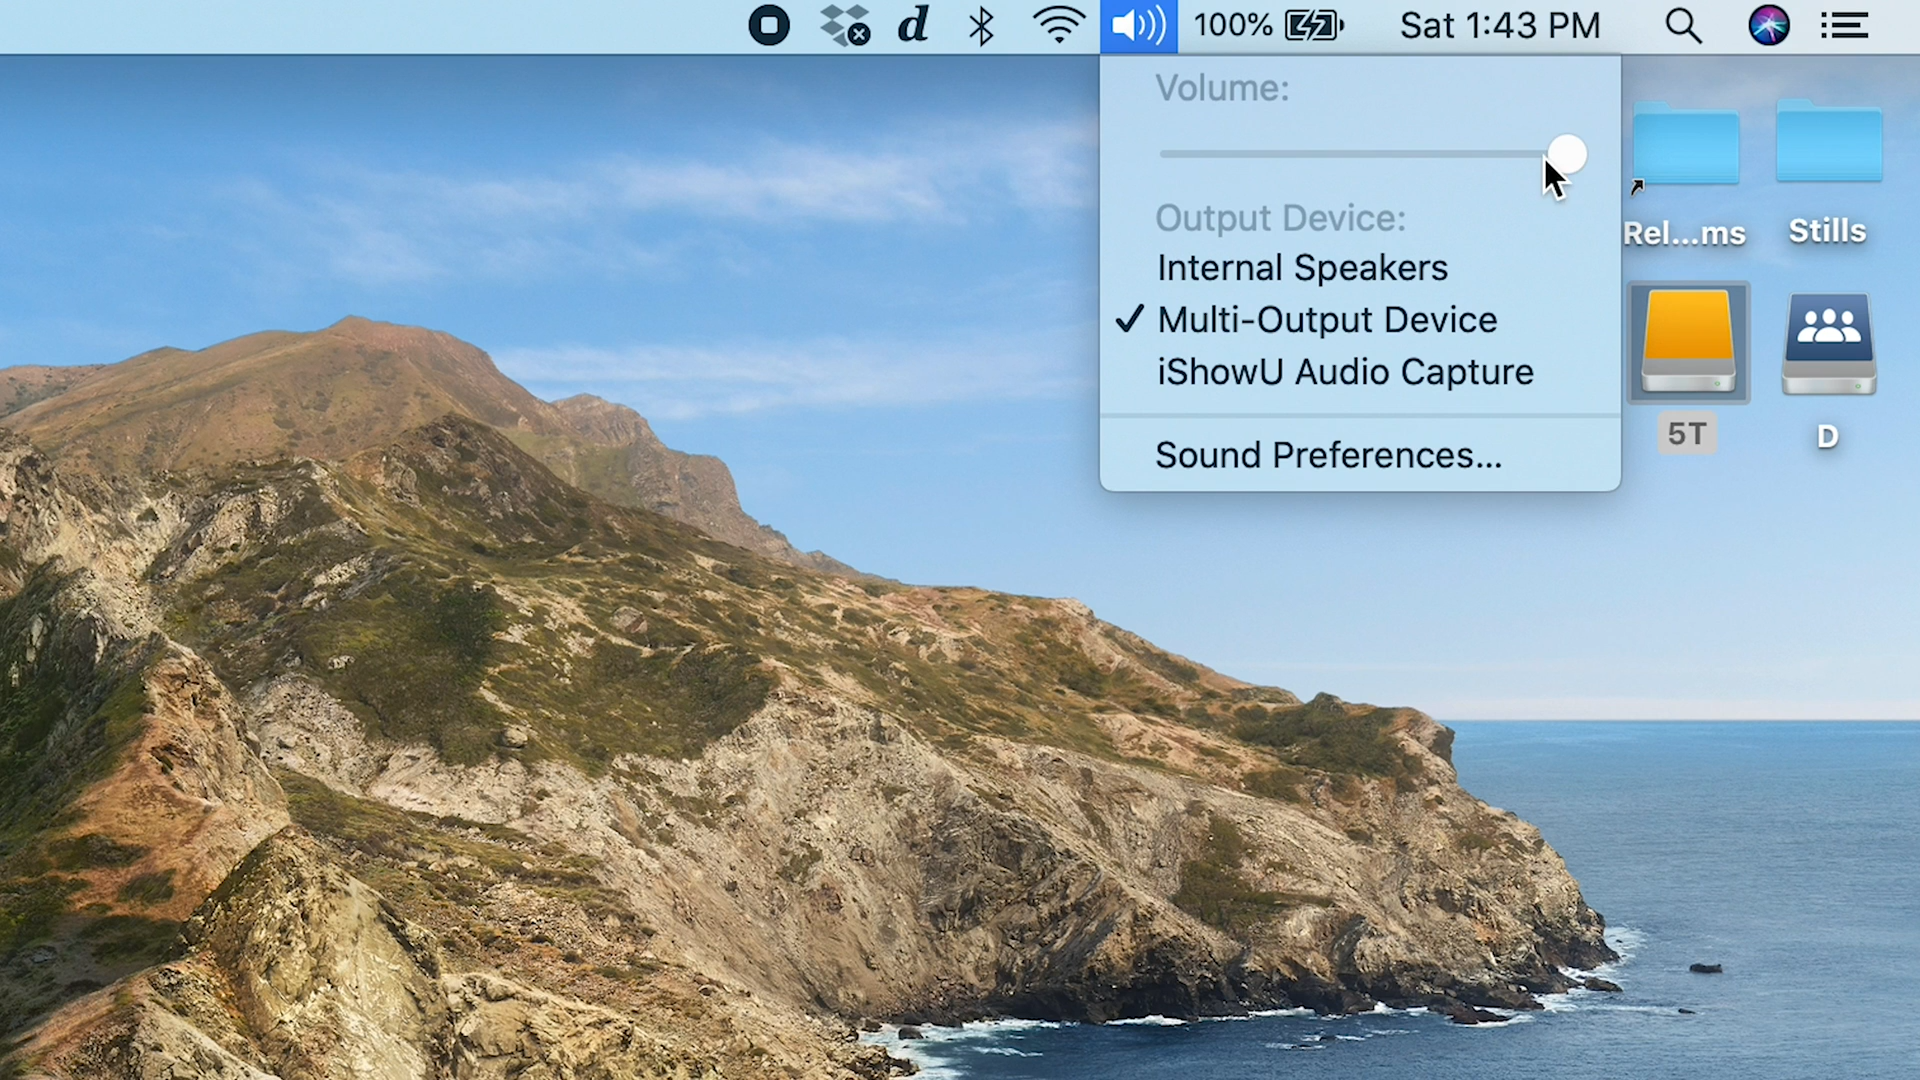 d
100%
Sat 1:43 PM
Volume:
Output Device:
Internal Speakers
✓ Multi-Output Device
iShowU Audio Capture
Sound Preferences...
Rel...ms
Stills
5T
D